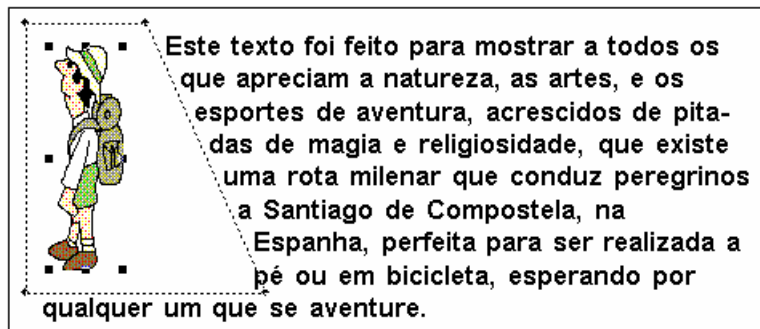 Este texto foi feito para mostrar a todos os
que apreciam a natureza, as artes, e os
esportes de aventura, acrescidos de pita-
das de magia e religiosidade, que existe
uma rota milenar que conduz peregrinos
a Santiago de Compostela, na
Espanha, perfeita para ser realizada a
pé ou em bicicleta, esperando por
qualquer um que se aventure.